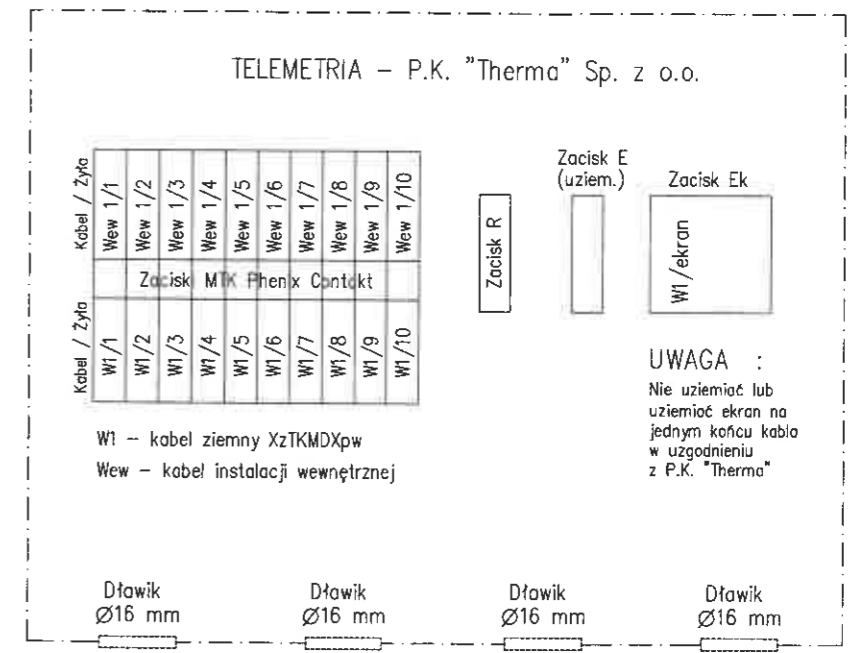 TELEMETRIA – P.K. "Therma" Sp. z o.o.
Kabel / Żyła
Wew 1/1
Wew 1/2
Wew 1/3
Wew 1/4
Wew 1/5
Wew 1/6
Wew 1/7
Wew 1/8
Wew 1/9
Wew 1/10
Zaciski MTK Phenix Contakt
Kabel / Żyła
W1/1
W1/2
W1/3
W1/4
W1/5
W1/6
W1/7
W1/8
W1/9
W1/10
Zacisk R
Zacisk E
(uziem.)
Zacisk Ek
W1/ekran
UWAGA :
Nie uziemiać lub
uziemiać ekran na
jednym końcu kabla
w uzgodnieniu
z P.K. "Therma"
W1 – kabel ziemny XzTKMDXpw
Wew – kabel instalacji wewnętrznej
Dławik
Ø16 mm
Dławik
Ø16 mm
Dławik
Ø16 mm
Dławik
Ø16 mm